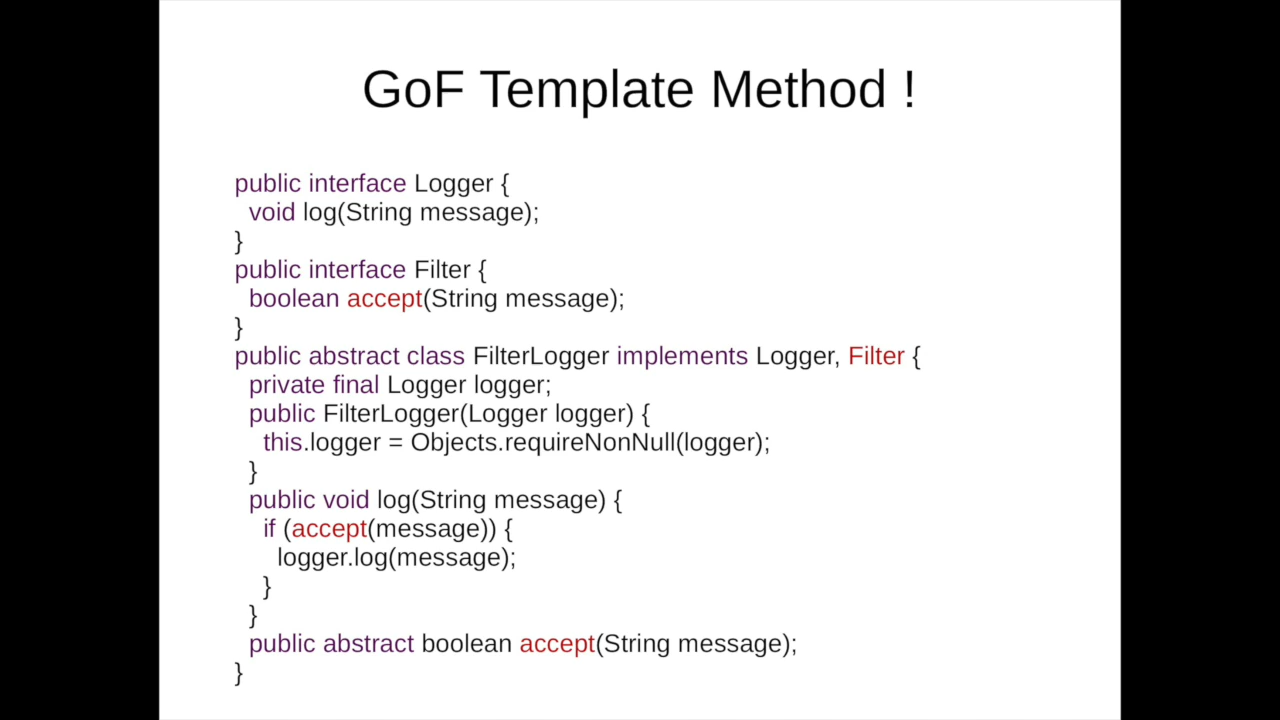 GoF Template Method !
public interface Logger {
void log(String message);
}
public interface Filter {
boolean accept(String message);
}
public abstract class FilterLogger implements Logger, Filter {
private final Logger logger;
public FilterLogger(Logger logger) {
this.logger = Objects.requireNonNull(logger);
}
public void log(String message) {
if (accept(message)) {
logger.log(message);
}
}
public abstract boolean accept(String message);
}